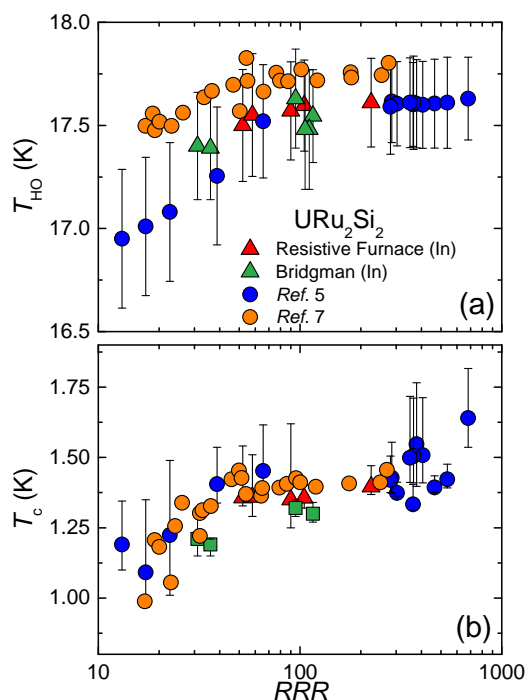 18.0
(a)
17.5
T_HO (K)
17.0
URu₂Si₂
Resistive Furnace (In)
Bridgman (In)
Ref. 5
Ref. 7
16.5
1.75
1.50
T_c (K)
1.25
1.00
(b)
10 100 1000
RRR